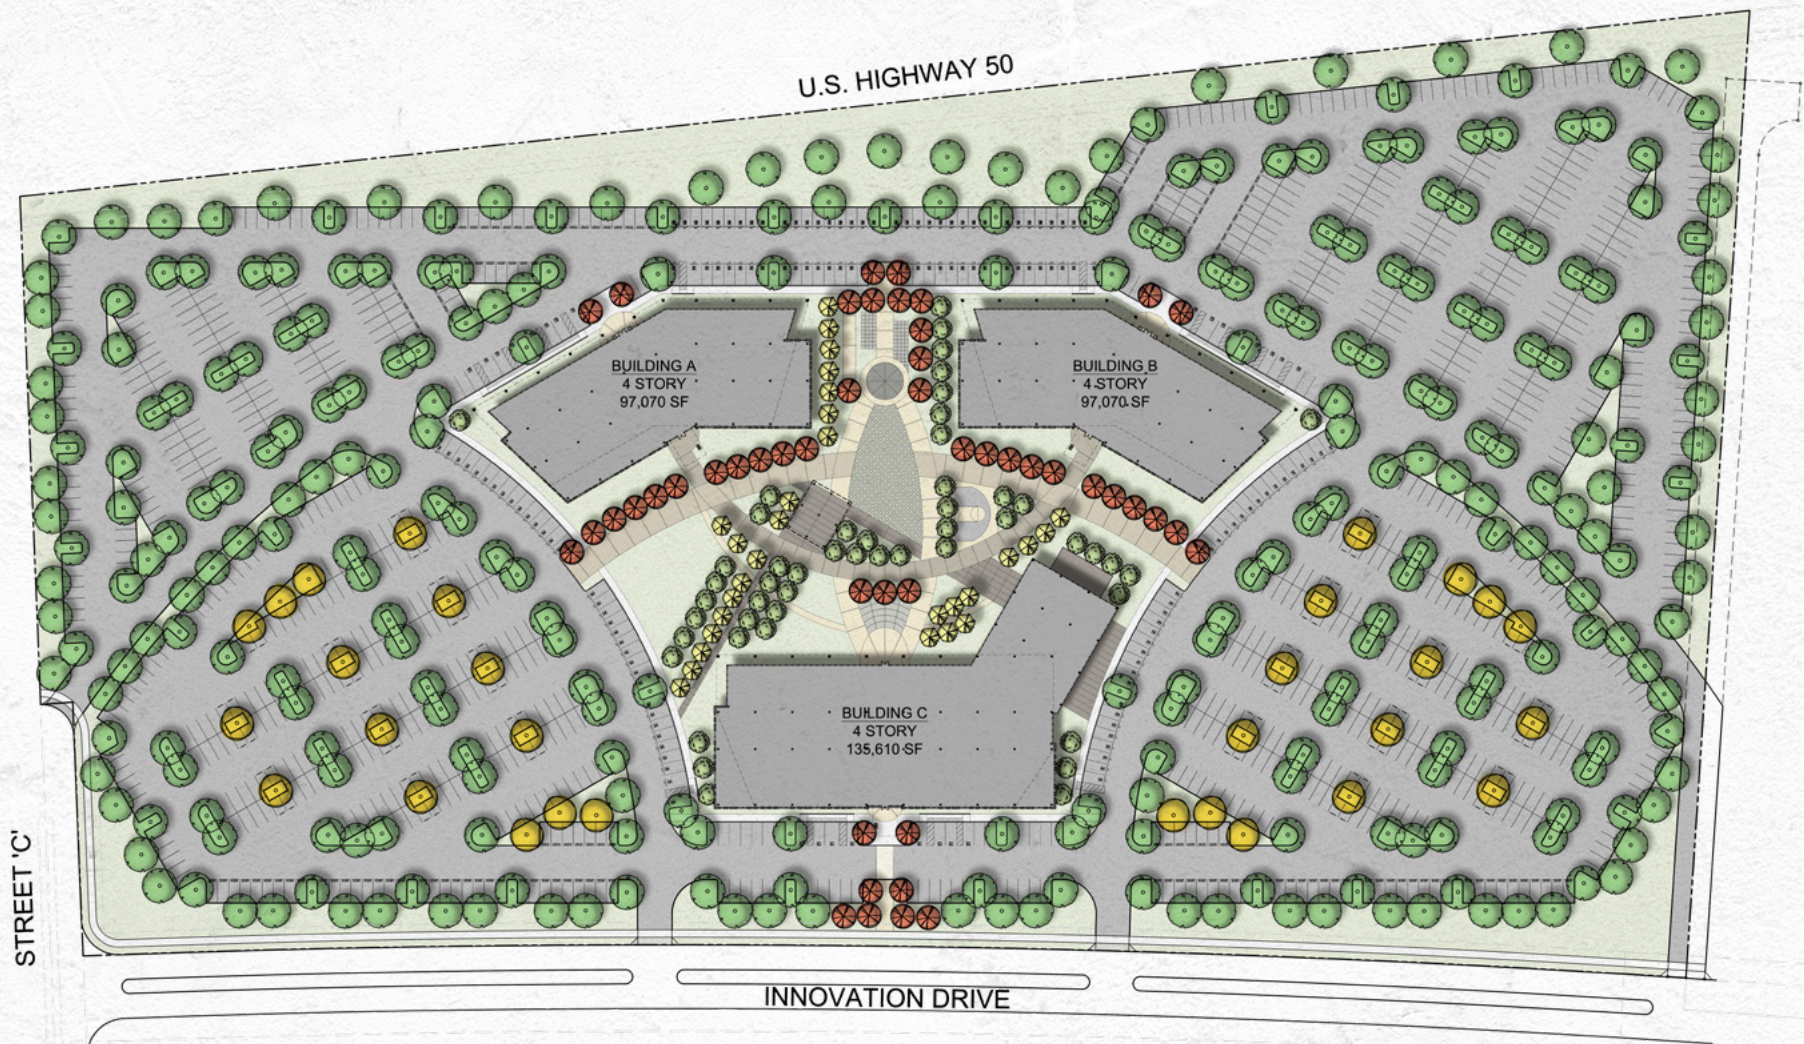 U.S. HIGHWAY 50
BUILDING A
4 STORY
97,070 SF
BUILDING B
4 STORY
97,070 SF
BUILDING C
4 STORY
135,610 SF
STREET 'C'
INNOVATION DRIVE